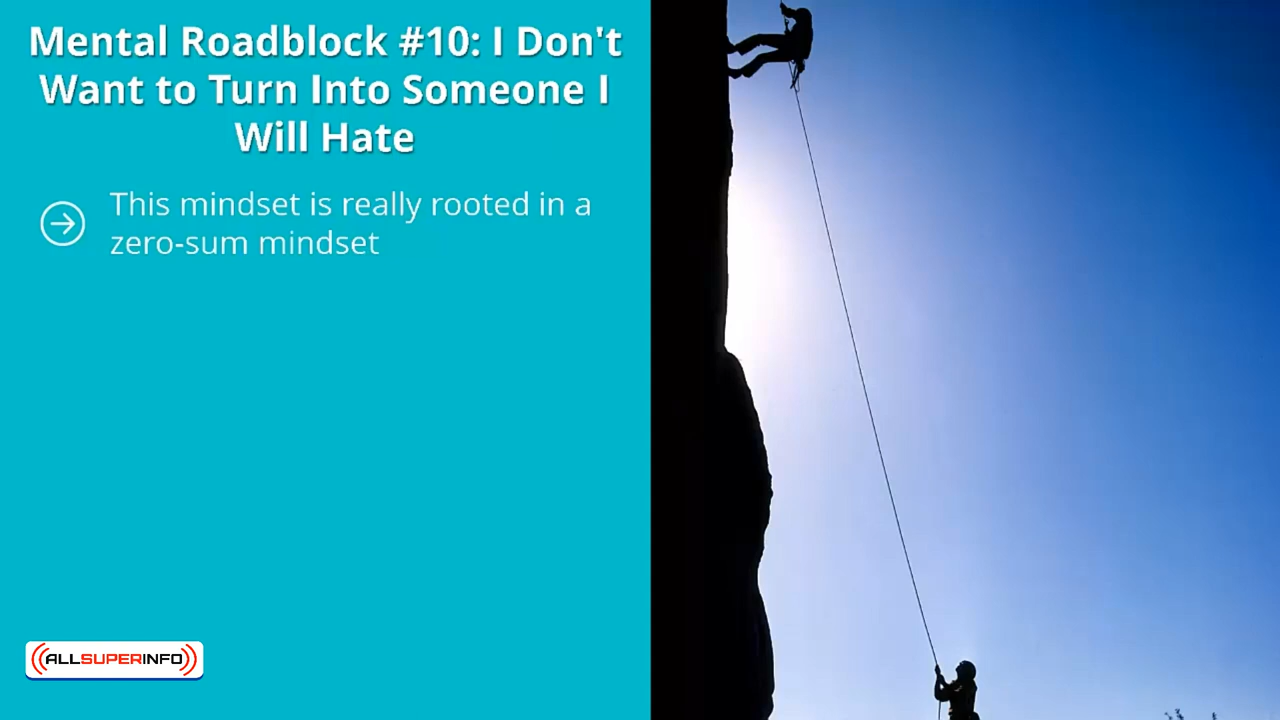 Mental Roadblock #10: I Don't
Want to Turn Into Someone I
Will Hate
This mindset is really rooted in a
zero-sum mindset
ALLSUPERINFO